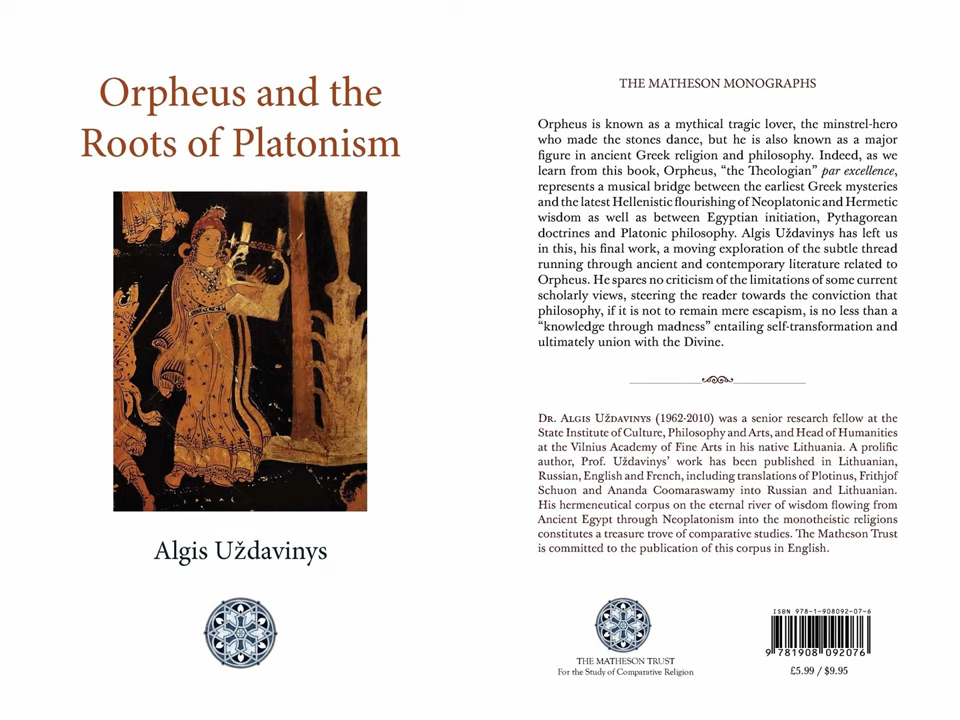 Orpheus and the
Roots of Platonism
Algis Uždavinys
THE MATHESON MONOGRAPHS
Orpheus is known as a mythical tragic lover, the minstrel-hero
who made the stones dance, but he is also known as a major
figure in ancient Greek religion and philosophy. Indeed, as we
learn from this book, Orpheus, “the Theologian” par excellence,
represents a musical bridge between the earliest Greek mysteries
and the latest Hellenistic flourishing of Neoplatonic and Hermetic
wisdom as well as between Egyptian initiation, Pythagorean
doctrines and Platonic philosophy. Algis Uždavinys has left us
in this, his final work, a moving exploration of the subtle thread
running through ancient and contemporary literature related to
Orpheus. He spares no criticism of the limitations of some current
scholarly views, steering the reader towards the conviction that
philosophy, if it is not to remain mere escapism, is no less than a
“knowledge through madness” entailing self-transformation and
ultimately union with the Divine.
DR. ALGIS UŽDAVINYS (1962-2010) was a senior research fellow at the
State Institute of Culture, Philosophy and Arts, and Head of Humanities
at the Vilnius Academy of Fine Arts in his native Lithuania. A prolific
author, Prof. Uždavinys’ work has been published in Lithuanian,
Russian, English and French, including translations of Plotinus, Frithjof
Schuon and Ananda Coomaraswamy into Russian and Lithuanian.
His hermeneutical corpus on the eternal river of wisdom flowing from
Ancient Egypt through Neoplatonism into the monotheistic religions
constitutes a treasure trove of comparative studies. The Matheson Trust
is committed to the publication of this corpus in English.
THE MATHESON TRUST
For the Study of Comparative Religion
ISBN 978-1-908092-07-6
9 781908 092076
£5.99 / $9.95